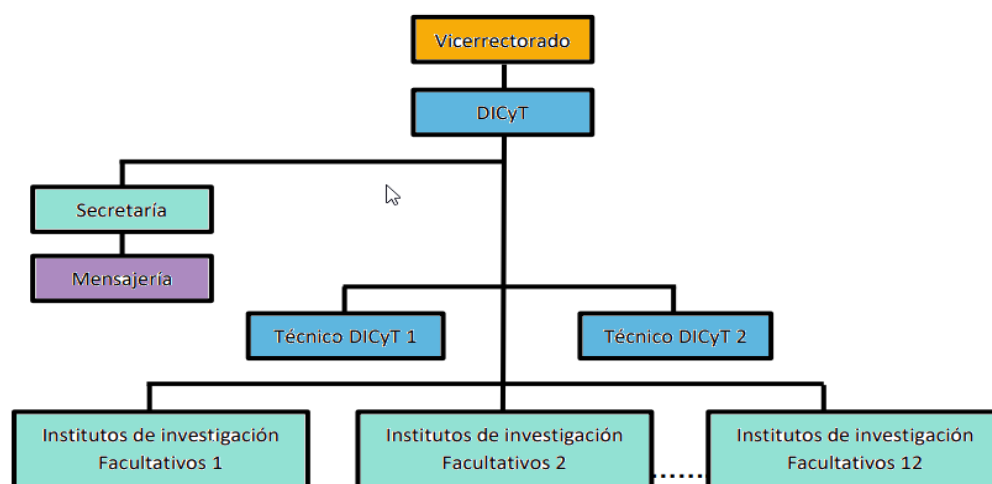 Vicerrectorado
DICyT
Secretaría
Mensajería
Técnico DICyT 1
Técnico DICyT 2
Institutos de investigación
Facultativos 1
Institutos de investigación
Facultativos 2
Institutos de investigación
Facultativos 12